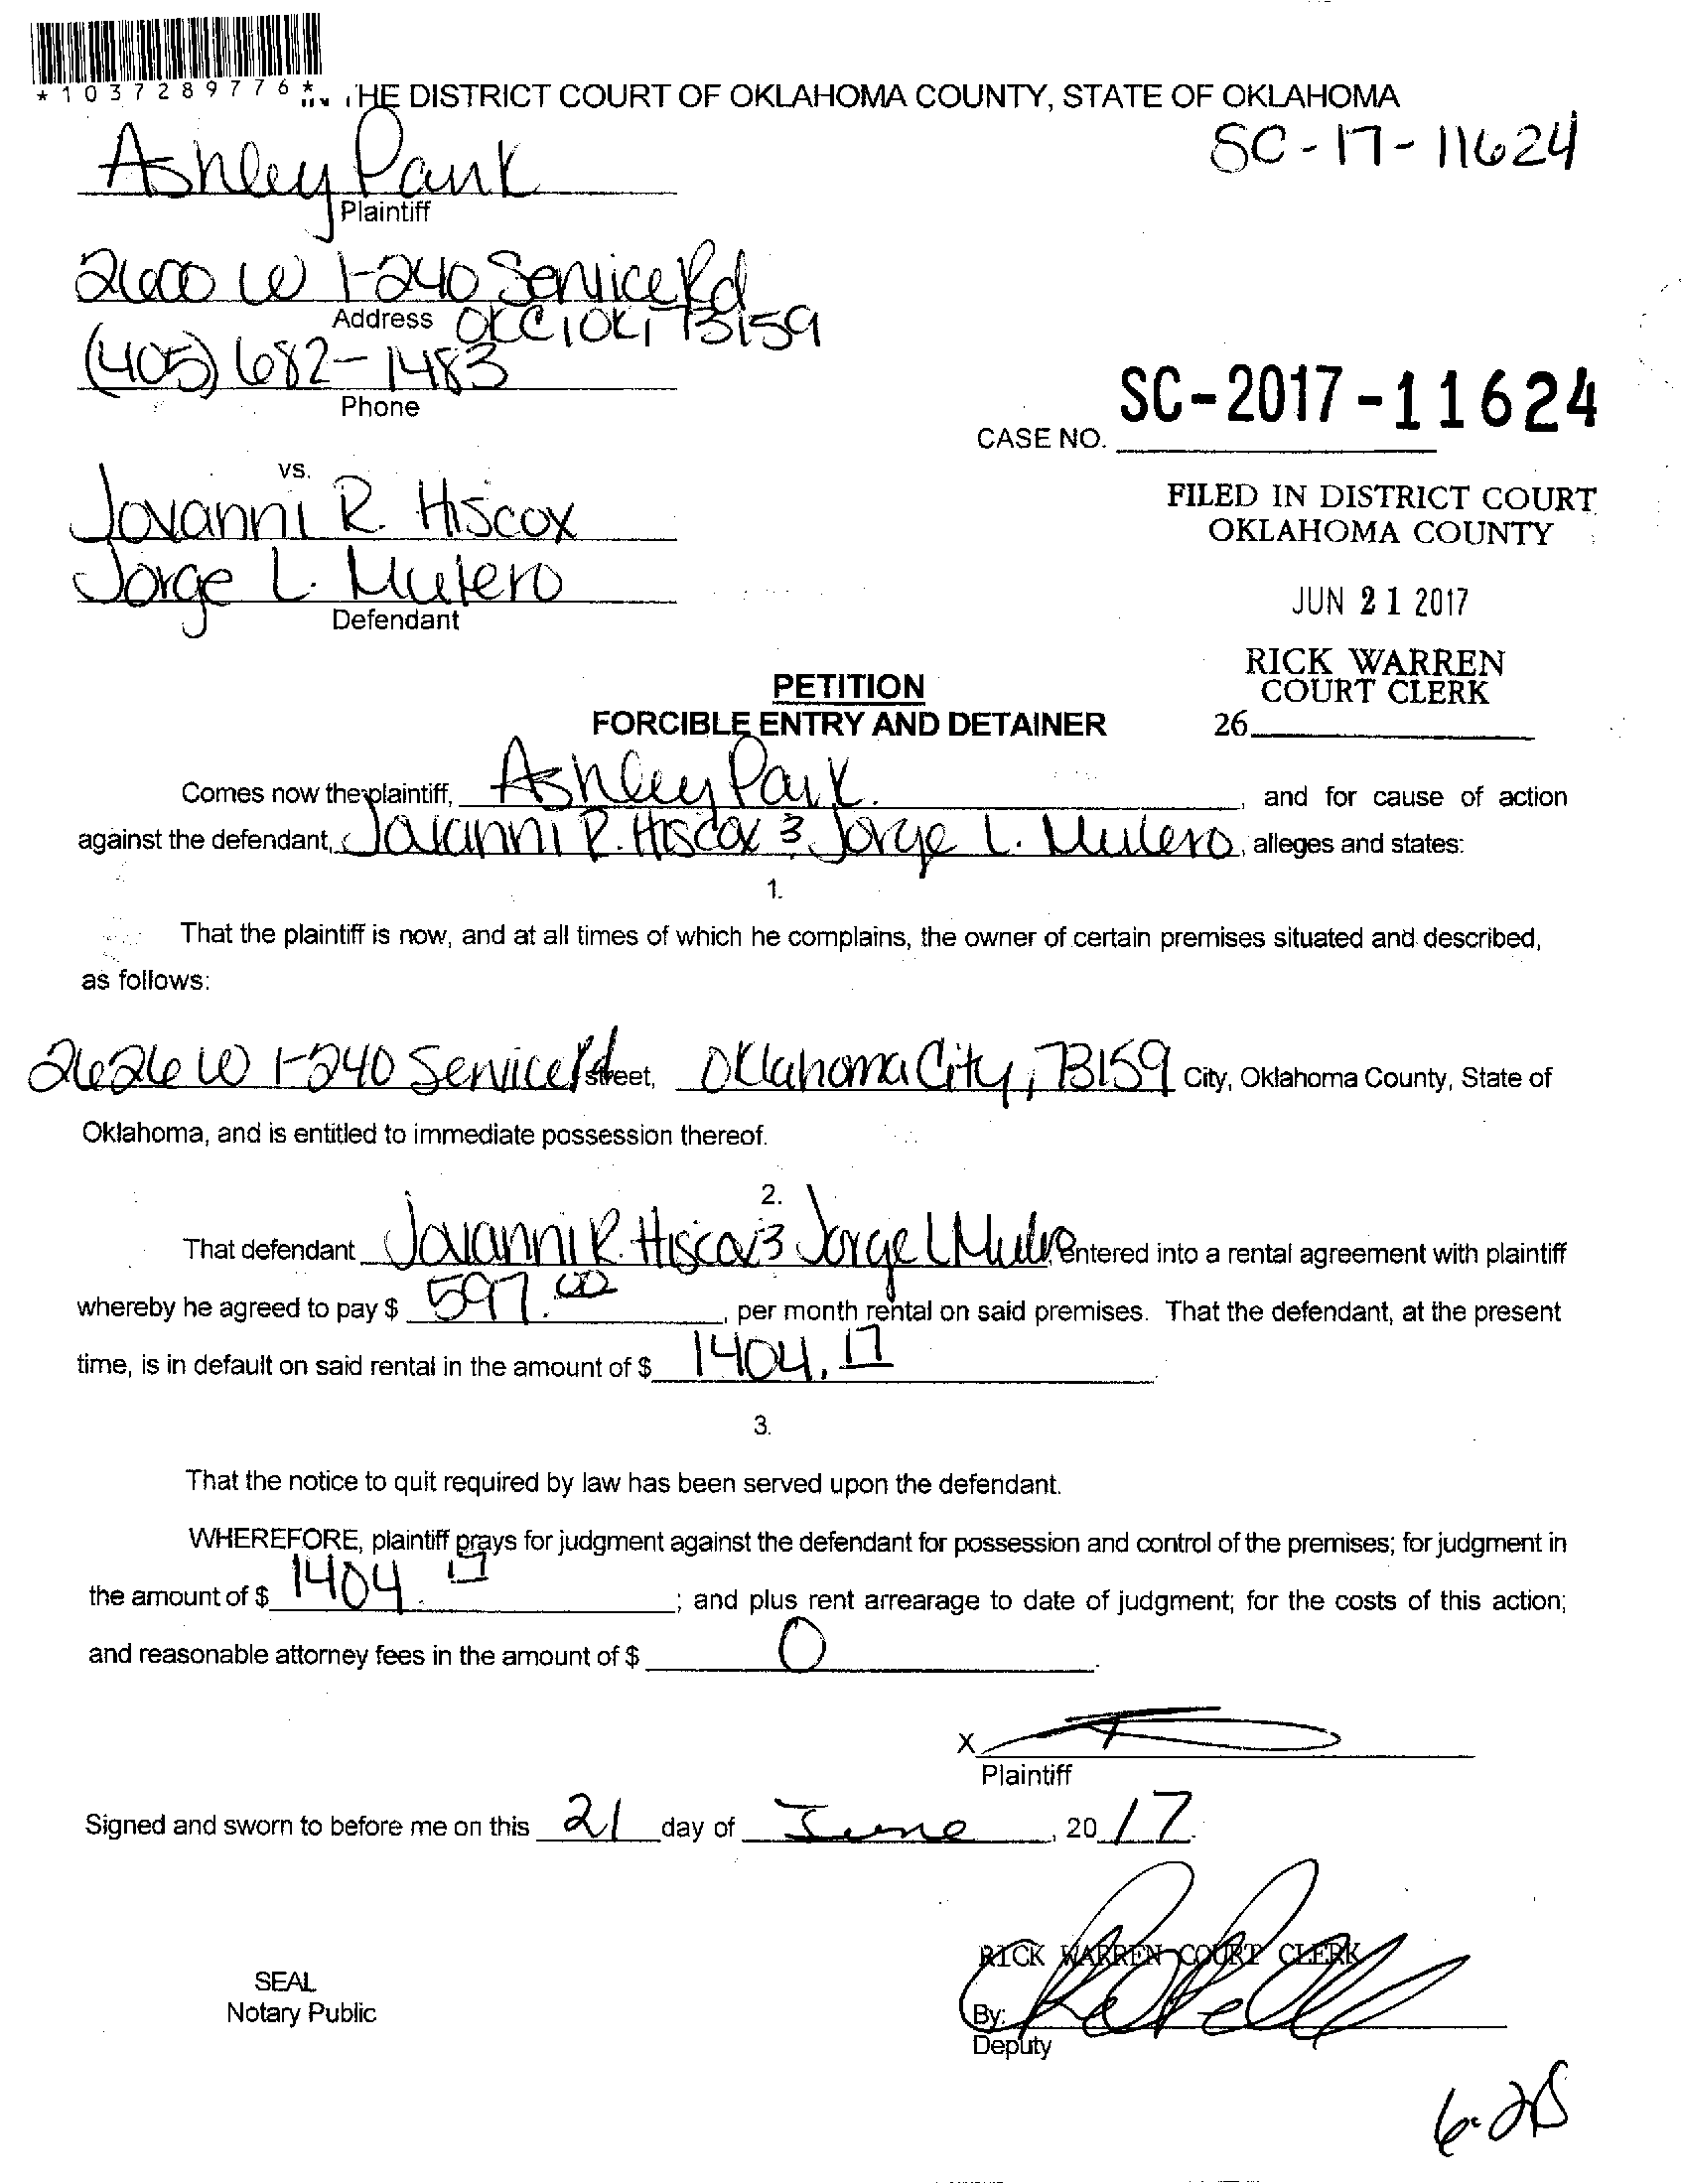 *1037289776*
HE DISTRICT COURT OF OKLAHOMA COUNTY, STATE OF OKLAHOMA
SC-17-11624
Ashley Park
Plaintiff
2600 W I-240 Service Rd
Address OKC, OK, 73159
(405) 682-1483
Phone
SC-2017-11624
CASE NO.
vs.
Jovanni R. Hiscox
Jorge L. Mulero
Defendant
FILED IN DISTRICT COURT
OKLAHOMA COUNTY
JUN 21 2017
RICK WARREN
COURT CLERK
26
PETITION
FORCIBLE ENTRY AND DETAINER
Comes now the plaintiff, Ashley Park, and for cause of action
against the defendant, Jovanni R. Hiscox & Jorge L. Mulero, alleges and states:
1.
That the plaintiff is now, and at all times of which he complains, the owner of certain premises situated and described,
as follows:
2626 W I-240 Service Rd street, Oklahoma City, 73159 City, Oklahoma County, State of
Oklahoma, and is entitled to immediate possession thereof.
2.
That defendant Jovanni R. Hiscox & Jorge L Mulero, entered into a rental agreement with plaintiff
whereby he agreed to pay $ 597.00, per month rental on said premises. That the defendant, at the present
time, is in default on said rental in the amount of $ 1404.17
3.
That the notice to quit required by law has been served upon the defendant.
WHEREFORE, plaintiff prays for judgment against the defendant for possession and control of the premises; for judgment in
the amount of $ 1404.17; and plus rent arrearage to date of judgment; for the costs of this action;
and reasonable attorney fees in the amount of $ 0.
X
Plaintiff
Signed and sworn to before me on this 21 day of June, 2017.
RICK WARREN COURT CLERK
SEAL
Notary Public
By:
Deputy